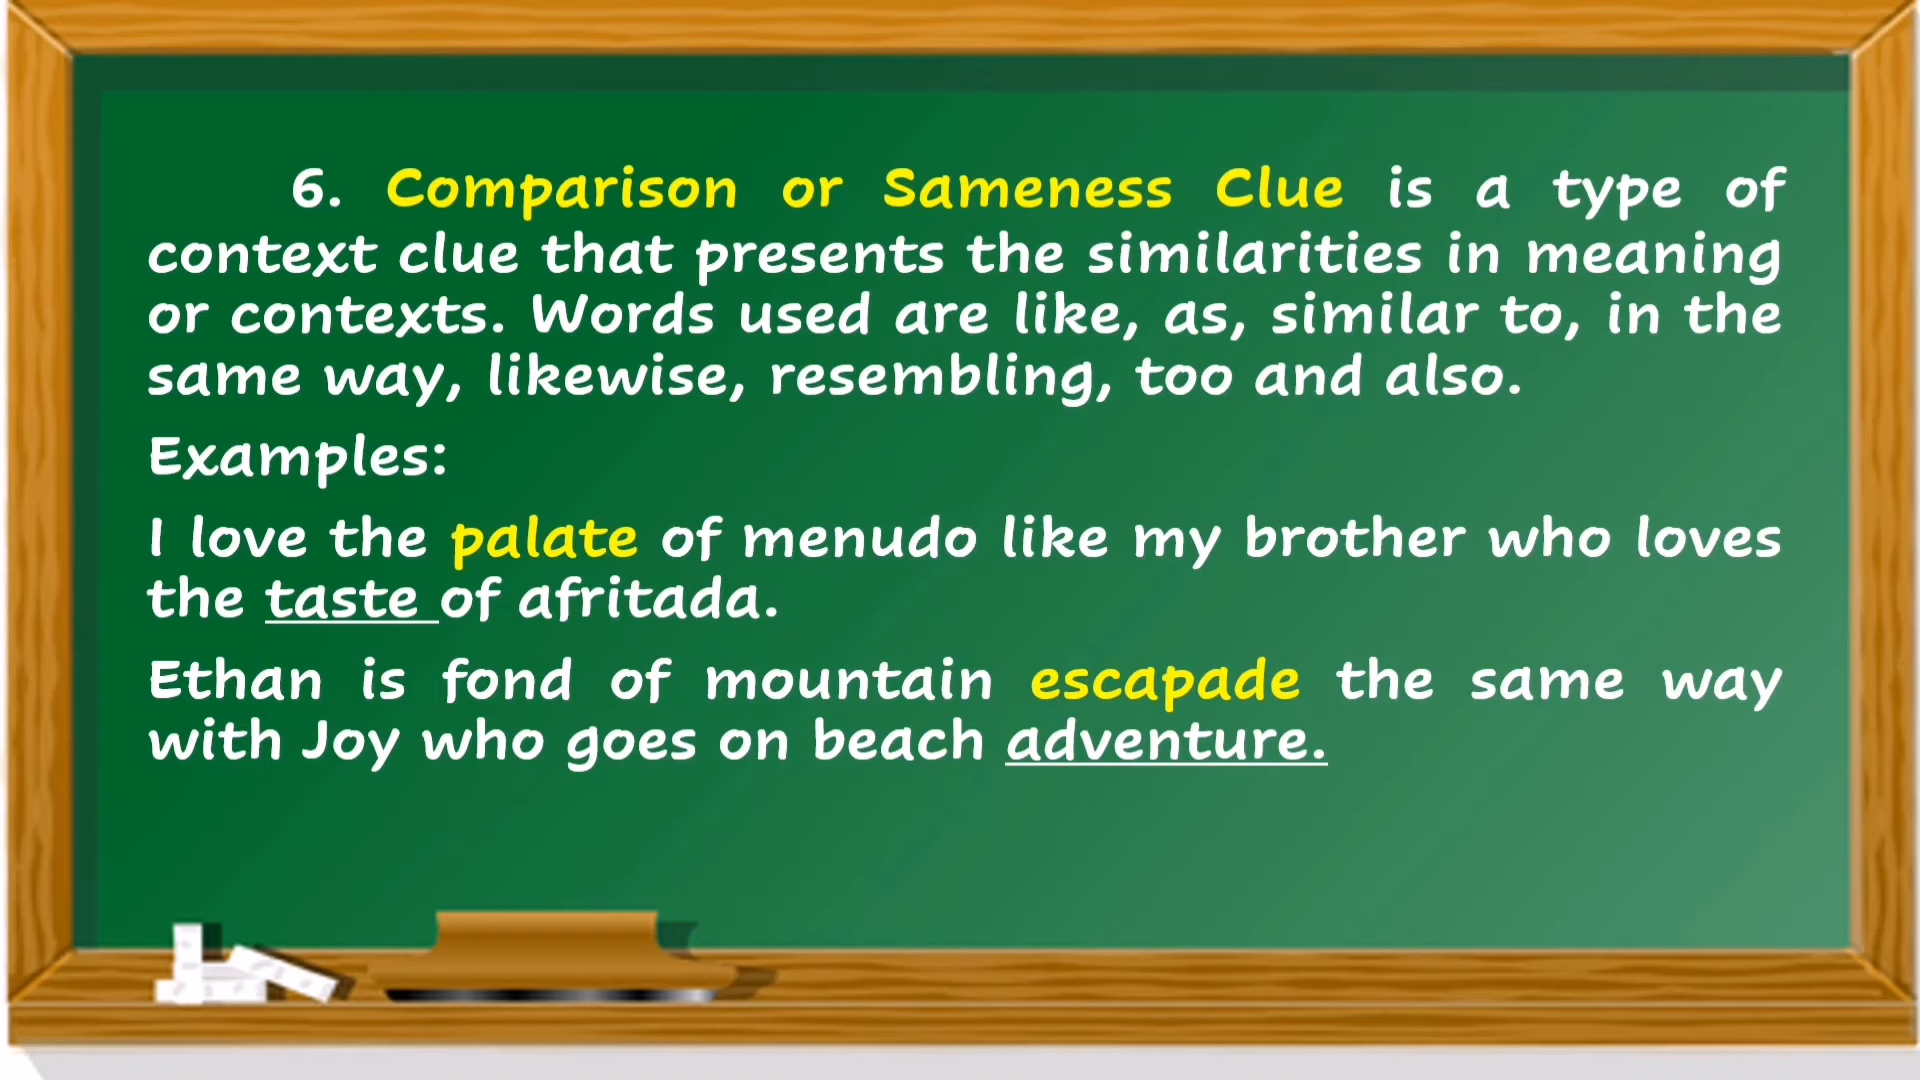 6. Comparison or Sameness Clue is a type of
context clue that presents the similarities in meaning
or contexts. Words used are like, as, similar to, in the
same way, likewise, resembling, too and also.
Examples:
I love the palate of menudo like my brother who loves
the taste of afritada.
Ethan is fond of mountain escapade the same way
with Joy who goes on beach adventure.